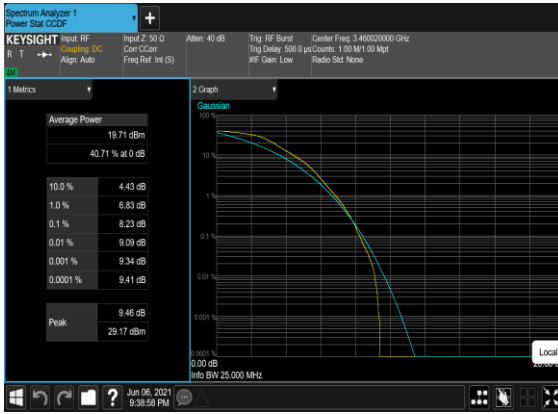 Spectrum Analyzer 1
Power Stat CCDF
KEYSIGHT
R T
Input: RF
Coupling: DC
Align: Auto
Input Z: 50 Ω
Corr CCorr
Freq Ref: Int (S)
Atten: 40 dB
Trig: RF Burst
Trig Delay: 500.0 μs
#IF Gain: Low
Center Freq: 3.460020000 GHz
Counts: 1.00 M/1.00 Mpt
Radio Std: None
1 Metrics
Average Power
19.71 dBm
40.71 % at 0 dB
10.0 % 4.43 dB
1.0 % 6.83 dB
0.1 % 8.23 dB
0.01 % 9.09 dB
0.001 % 9.34 dB
0.0001 % 9.41 dB
Peak
9.46 dB
29.17 dBm
2 Graph
Gaussian
100 %
10 %
1 %
0.1 %
0.01 %
0.001 %
0.0001 %
0.00 dB
Info BW 25.000 MHz
Local
?
Jun 06, 2021
9:38:58 PM